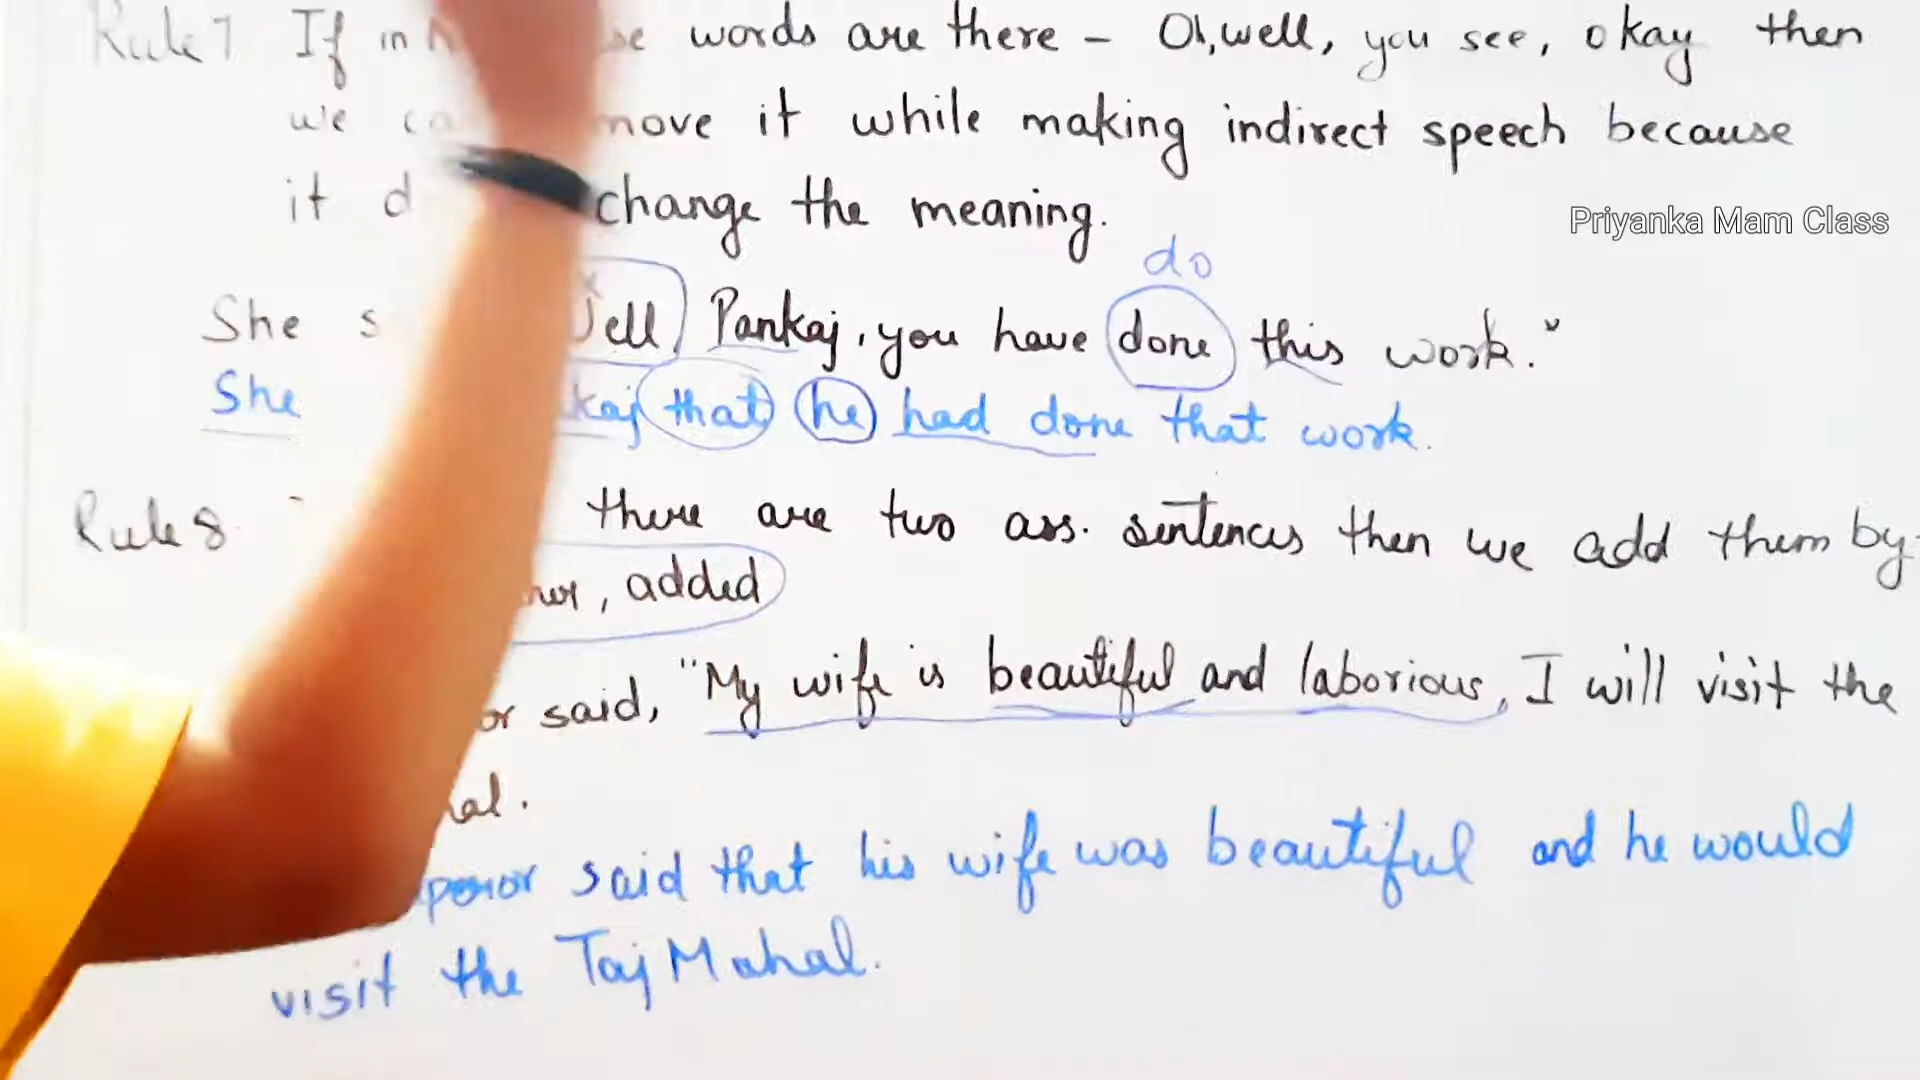 Rule 7 If in words are there - Oh, well, you see, okay then
we move it while making indirect speech because
it change the meaning.
Priyanka Mam Class
do
She Pankaj, you have done this work."
She that he had done that work.
Rule 8 there are two ass. sentences then we add them by-
, added
said, "My wife is beautiful and laborious, I will visit the
said that his wife was beautiful and he would
visit the Taj Mahal.